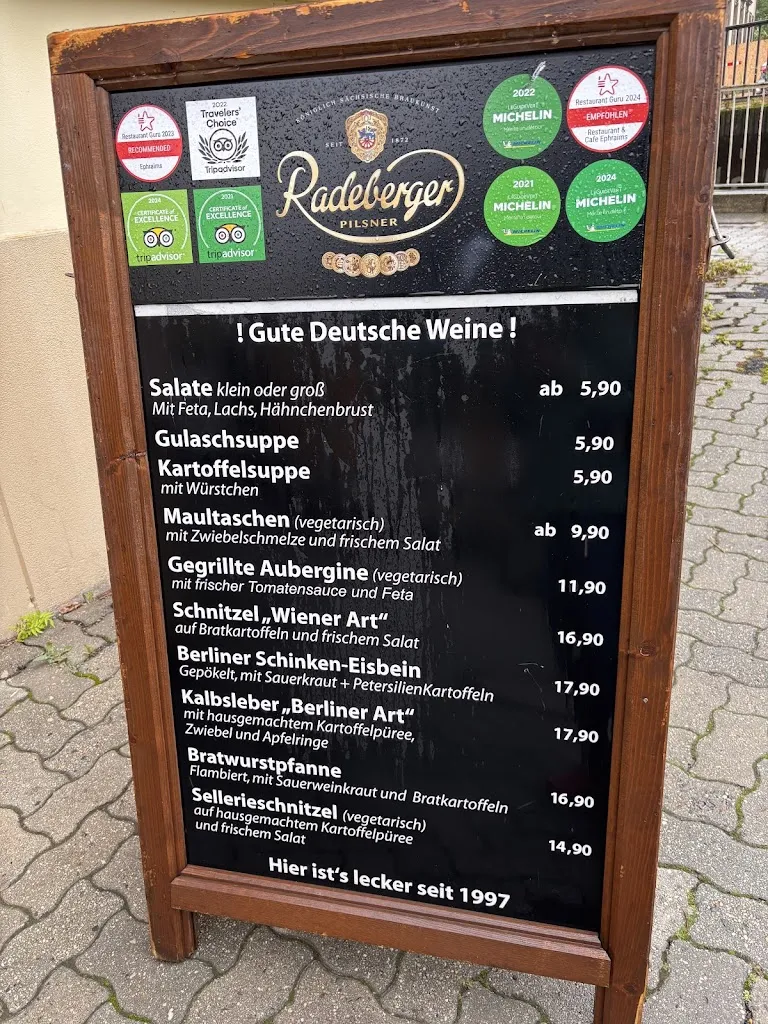 KÖNIGLICH SÄCHSISCHE BRAUKUNST
SEIT 1872
Radeberger
PILSNER
Restaurant Guru 2023
RECOMMENDED
Ephraims
2022
Travelers'
Choice
Tripadvisor
2024
CERTIFICATE of
EXCELLENCE
tripadvisor
2021
CERTIFICATE of
EXCELLENCE
tripadvisor
2022
MICHELIN
Restaurant Guru 2024
EMPFOHLEN
Restaurant &
Cafe Ephraims
2021
MICHELIN
2024
MICHELIN
! Gute Deutsche Weine !
Salate klein oder groß ab 5,90
Mit Feta, Lachs, Hähnchenbrust
Gulaschsuppe 5,90
Kartoffelsuppe 5,90
mit Würstchen
Maultaschen (vegetarisch) ab 9,90
mit Zwiebelschmelze und frischem Salat
Gegrillte Aubergine (vegetarisch) 11,90
mit frischer Tomatensauce und Feta
Schnitzel „Wiener Art“ 16,90
auf Bratkartoffeln und frischem Salat
Berliner Schinken-Eisbein 17,90
Gepökelt, mit Sauerkraut + PetersilienKartoffeln
Kalbsleber „Berliner Art“ 17,90
mit hausgemachtem Kartoffelpüree,
Zwiebel und Apfelringe
Bratwurstpfanne 16,90
Flambiert, mit Sauerweinkraut und Bratkartoffeln
Sellerieschnitzel (vegetarisch) 14,90
auf hausgemachtem Kartoffelpüree
und frischem Salat
Hier ist's lecker seit 1997